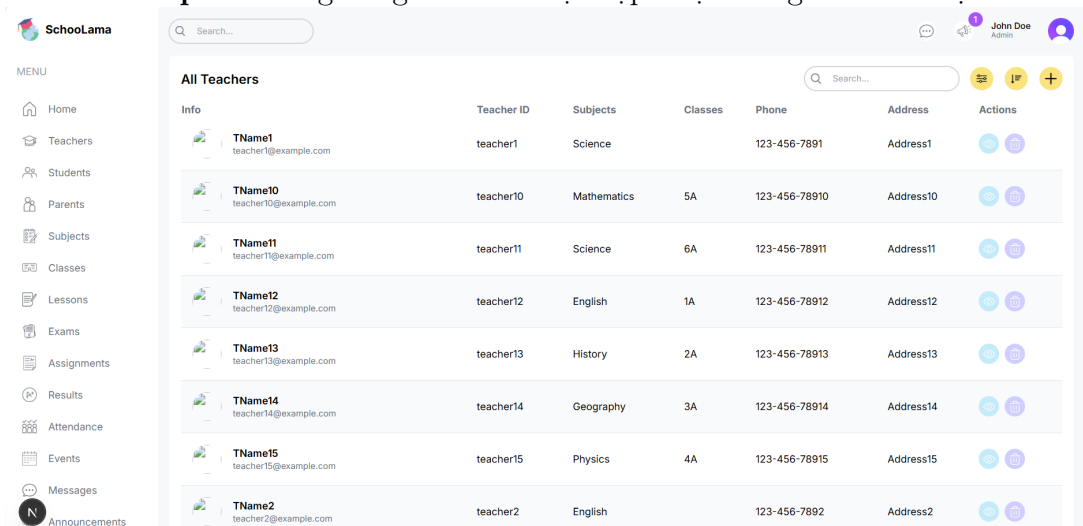 SchooLama
Search...
1
John Doe
Admin
MENU
Home
Teachers
Students
Parents
Subjects
Classes
Lessons
Exams
Assignments
Results
Attendance
Events
Messages
Announcements
N
All Teachers
Search...
Info Teacher ID Subjects Classes Phone Address Actions
TName1
teacher1@example.com
teacher1 Science 123-456-7891 Address1
TName10
teacher10@example.com
teacher10 Mathematics 5A 123-456-78910 Address10
TName11
teacher11@example.com
teacher11 Science 6A 123-456-78911 Address11
TName12
teacher12@example.com
teacher12 English 1A 123-456-78912 Address12
TName13
teacher13@example.com
teacher13 History 2A 123-456-78913 Address13
TName14
teacher14@example.com
teacher14 Geography 3A 123-456-78914 Address14
TName15
teacher15@example.com
teacher15 Physics 4A 123-456-78915 Address15
TName2
teacher2@example.com
teacher2 English 123-456-7892 Address2